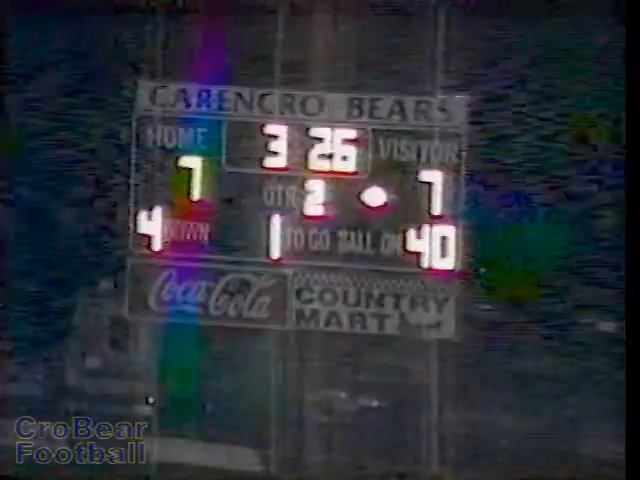 CARENCRO BEARS
HOME 3 26 VISITOR
7 QTR 2 7
4 DOWN 1 TO GO BALL ON 40
Coca-Cola COUNTRY MART
CroBear
Football